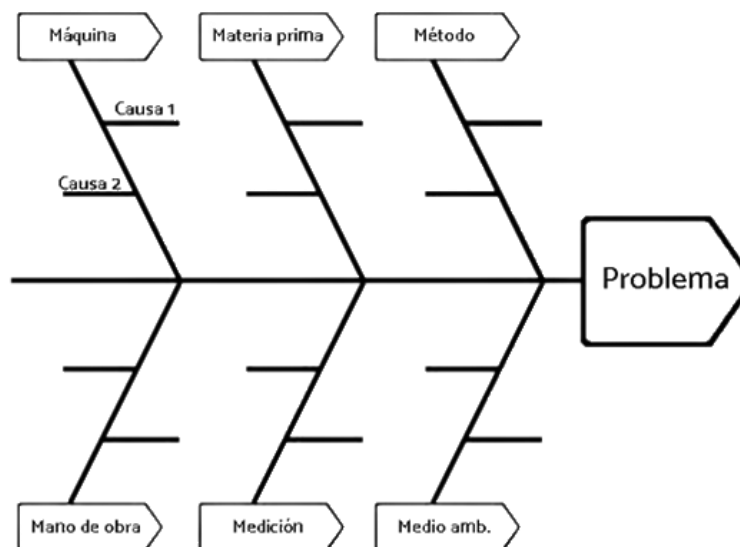 Máquina
Materia prima
Método
Causa 1
Causa 2
Problema
Mano de obra
Medición
Medio amb.